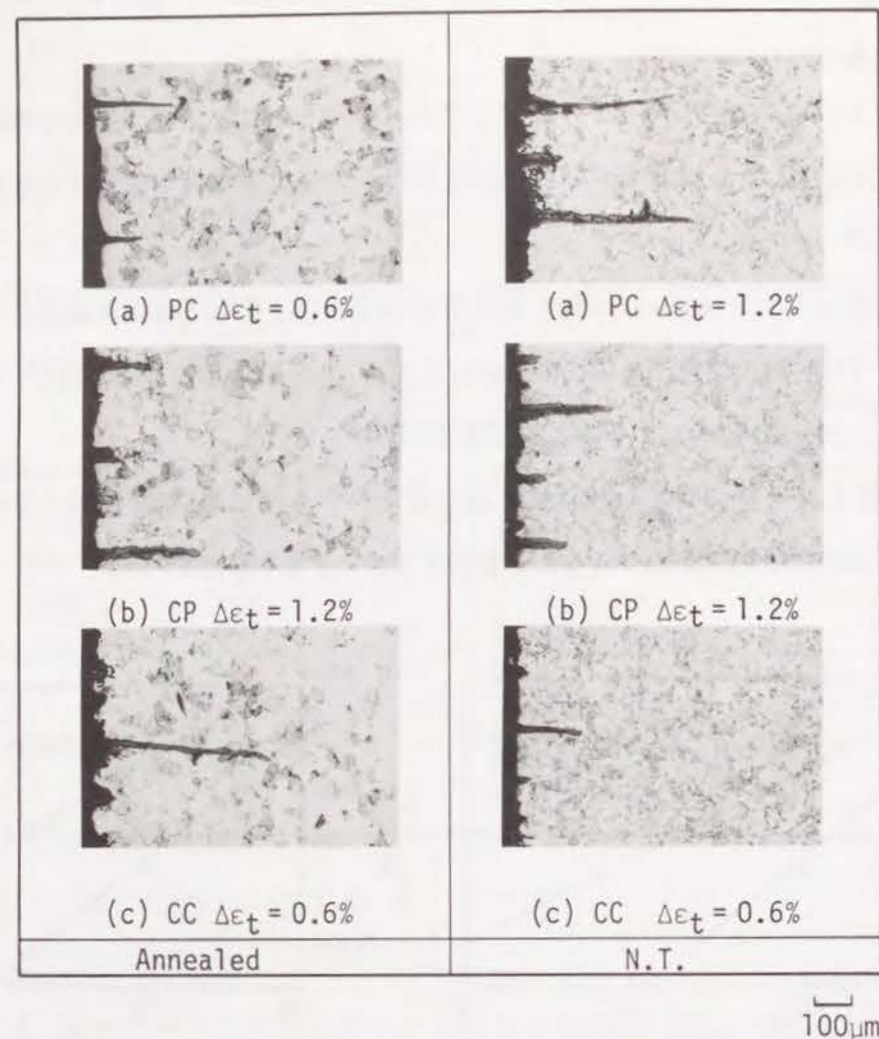 (a) PC Δεt = 0.6%
(a) PC Δεt = 1.2%
(b) CP Δεt = 1.2%
(b) CP Δεt = 1.2%
(c) CC Δεt = 0.6%
(c) CC Δεt = 0.6%
Annealed
N.T.
100μm